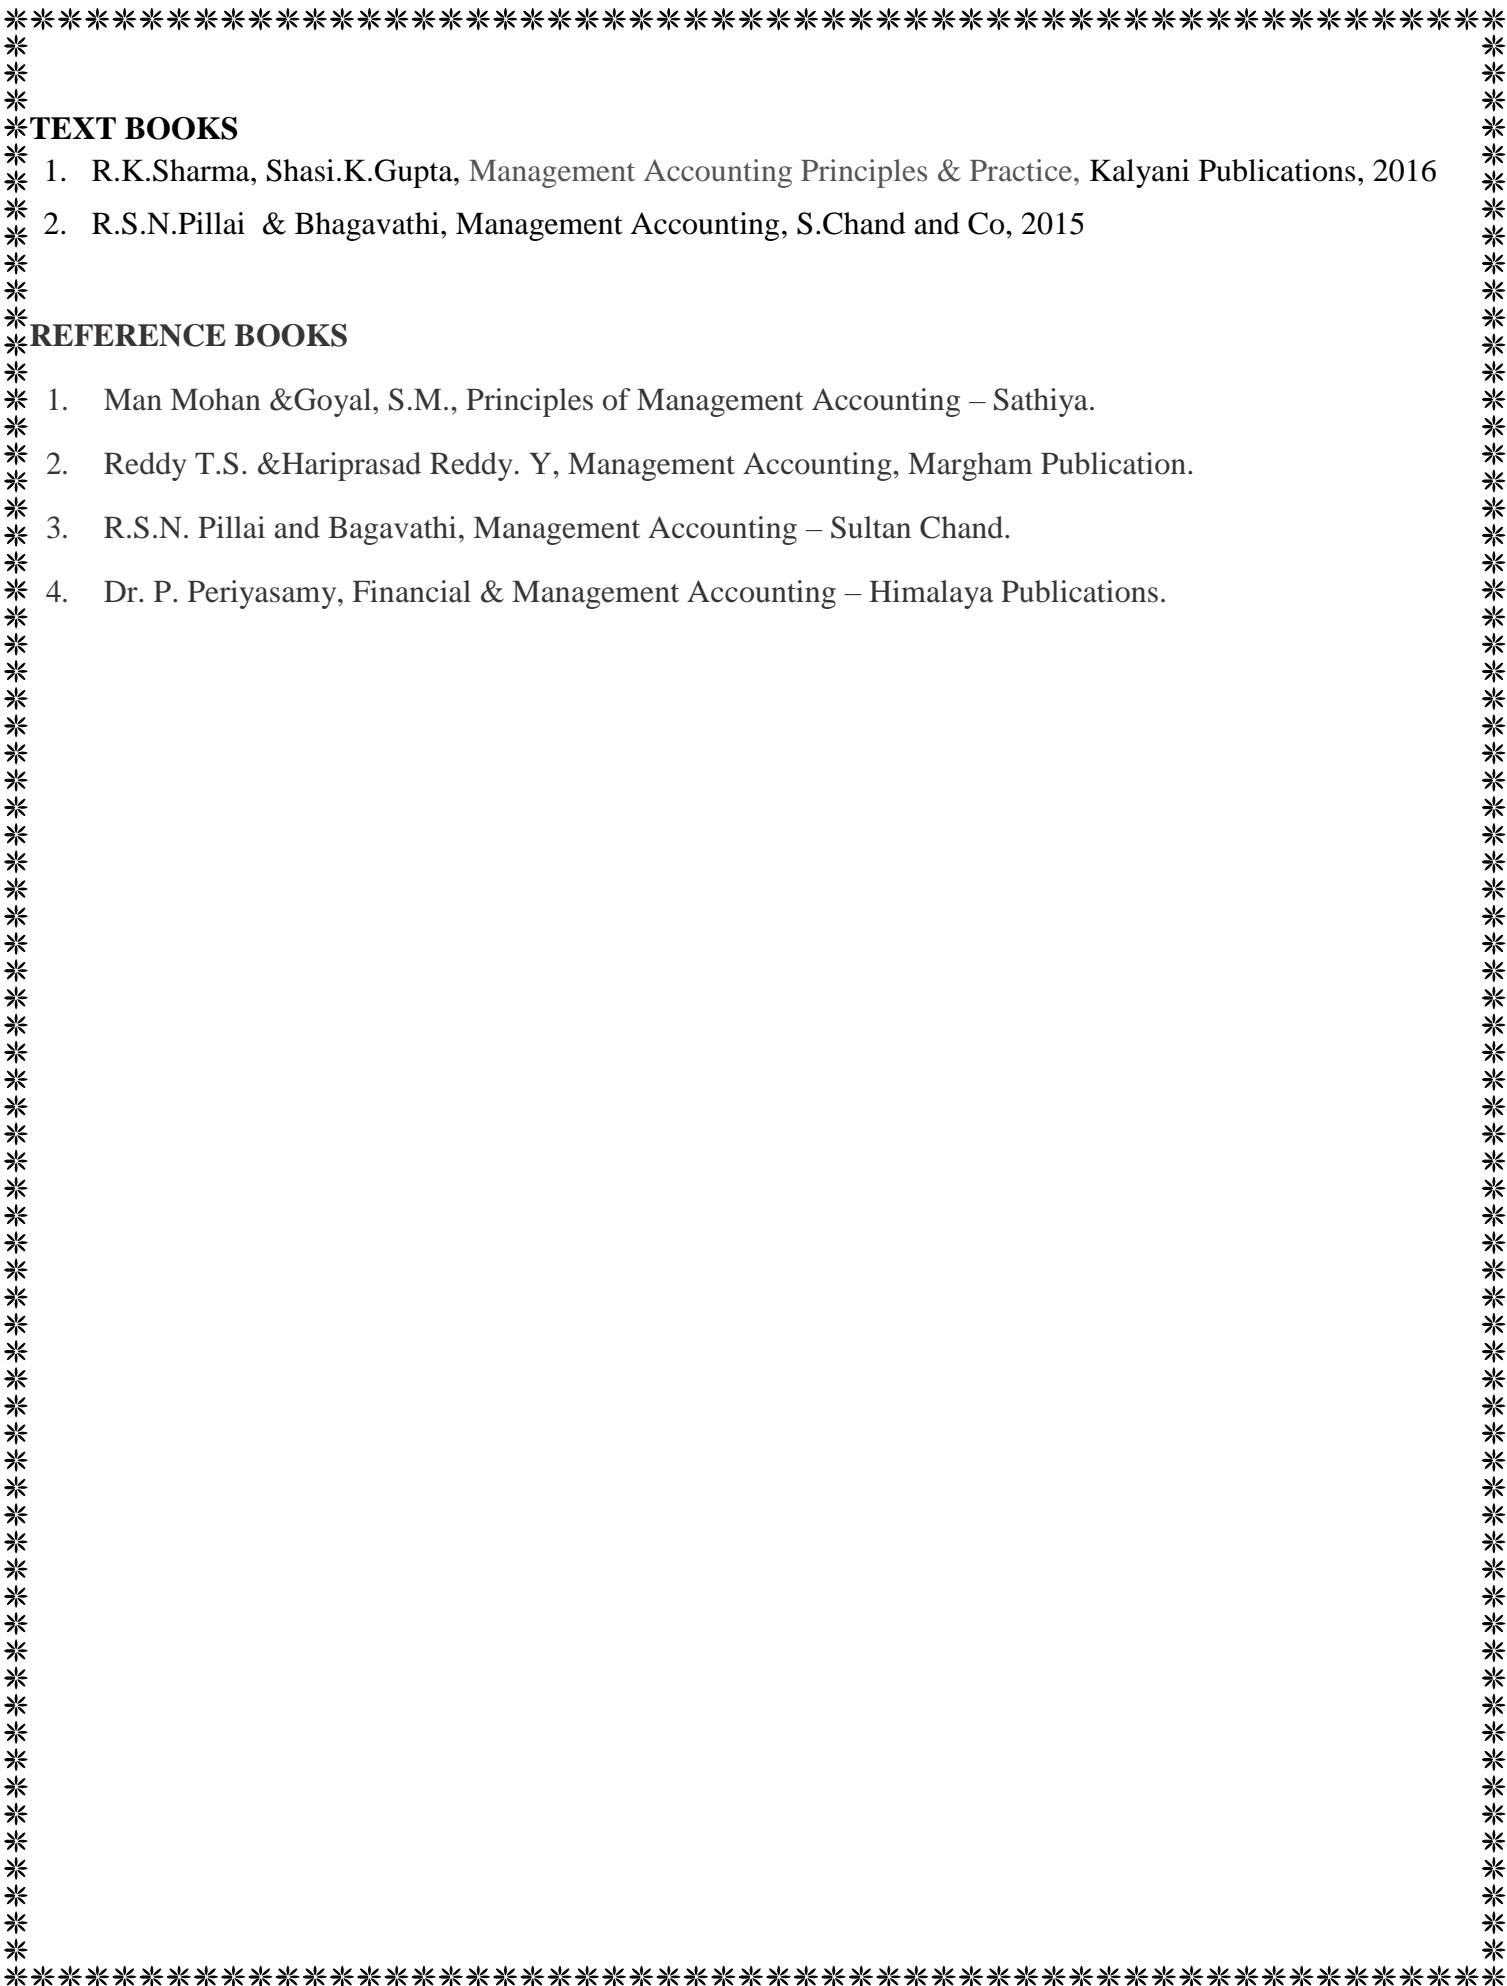 TEXT BOOKS
1. R.K.Sharma, Shasi.K.Gupta, Management Accounting Principles & Practice, Kalyani Publications, 2016
2. R.S.N.Pillai & Bhagavathi, Management Accounting, S.Chand and Co, 2015
REFERENCE BOOKS
1. Man Mohan &Goyal, S.M., Principles of Management Accounting – Sathiya.
2. Reddy T.S. &Hariprasad Reddy. Y, Management Accounting, Margham Publication.
3. R.S.N. Pillai and Bagavathi, Management Accounting – Sultan Chand.
4. Dr. P. Periyasamy, Financial & Management Accounting – Himalaya Publications.